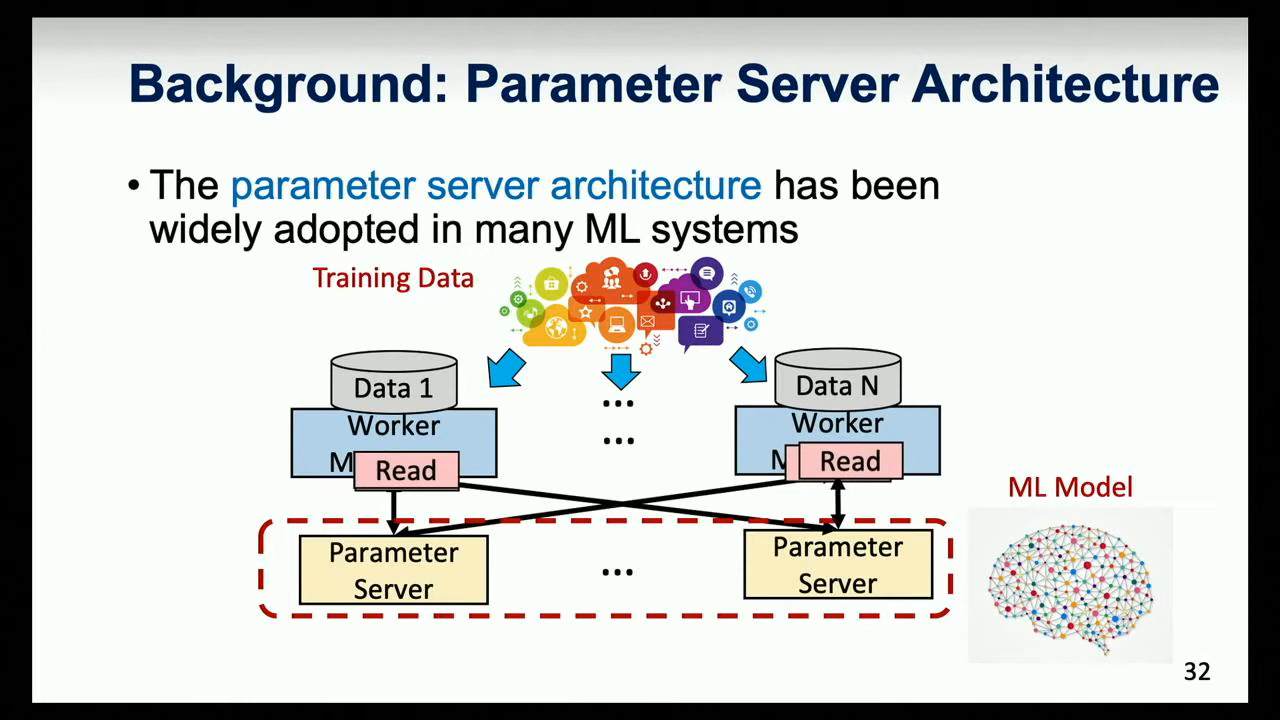 Background: Parameter Server Architecture
• The parameter server architecture has been
widely adopted in many ML systems
Training Data
Data 1
Data N
...
Worker
Worker
...
Read
Read
ML Model
Parameter
Server
...
Parameter
Server
32